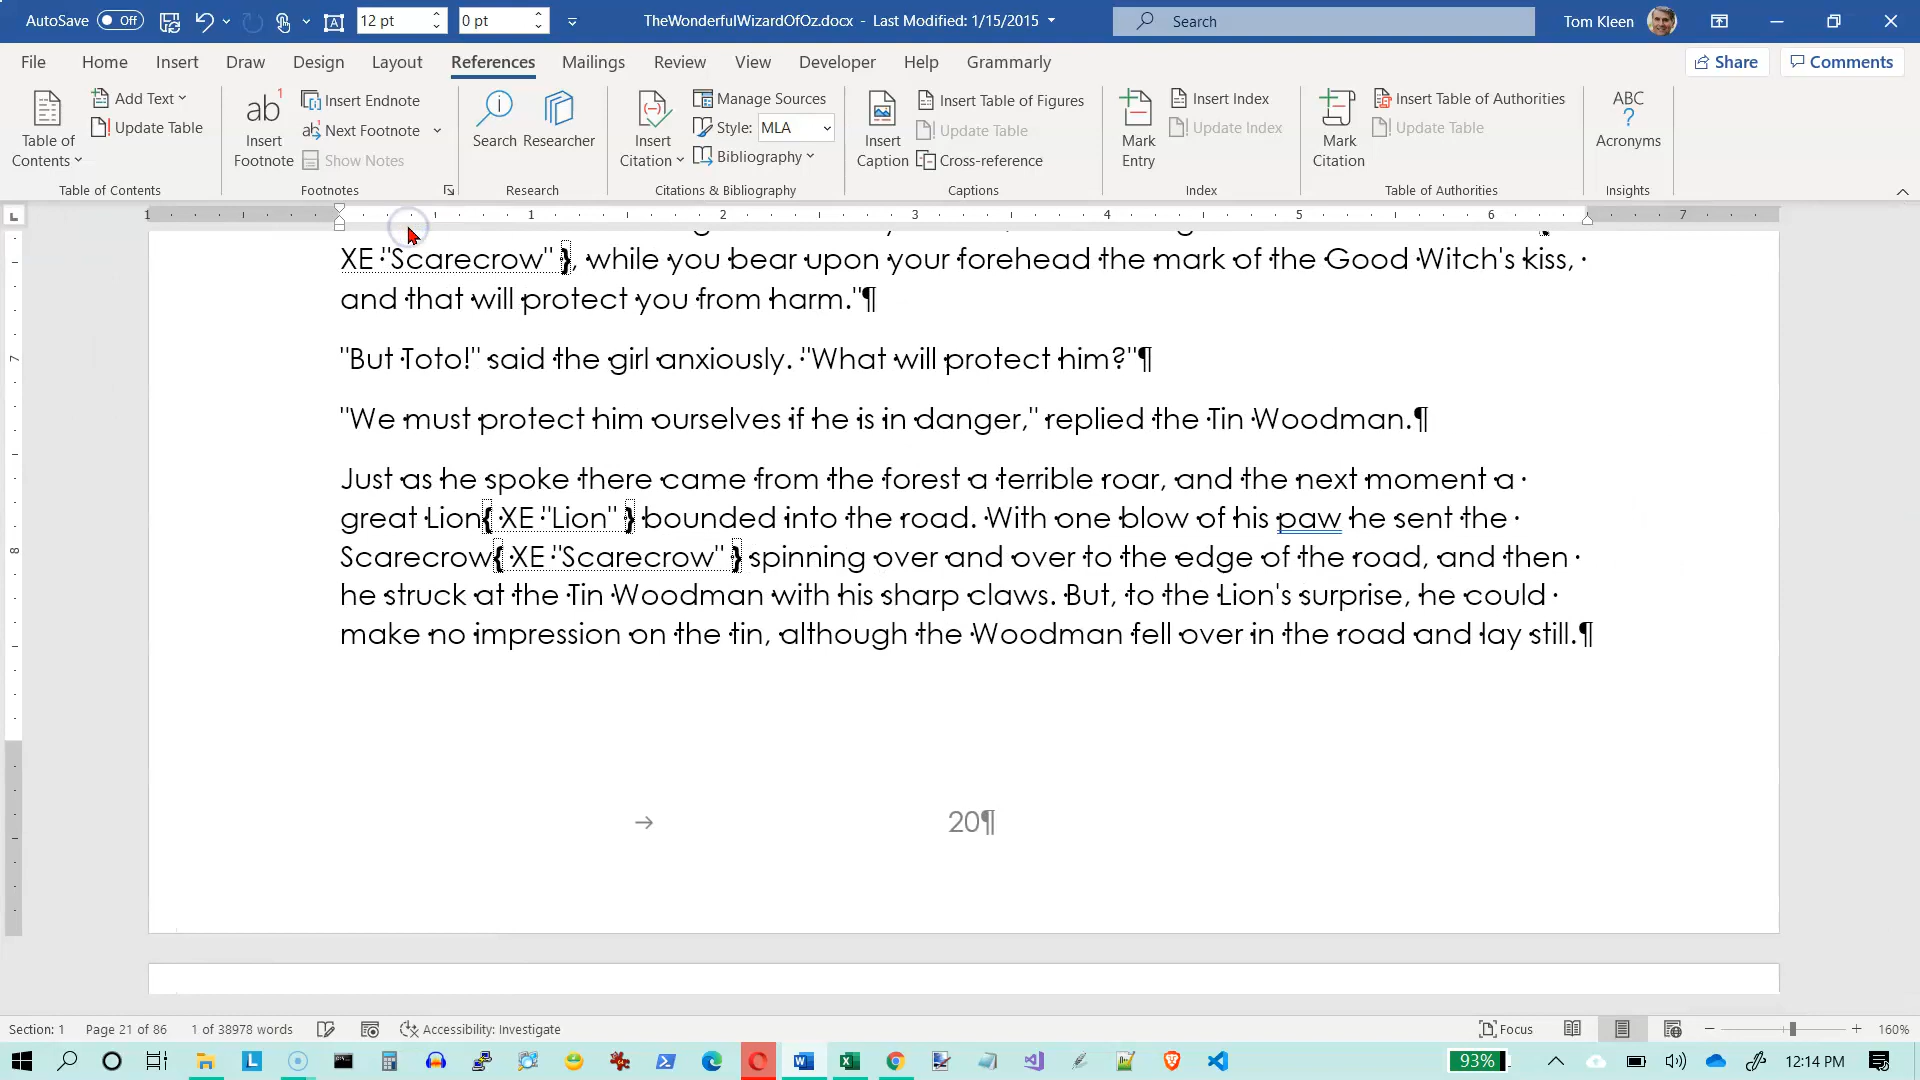 AutoSave Off 12 pt 0 pt TheWonderfulWizardOfOz.docx - Last Modified: 1/15/2015 Search Tom Kleen
File Home Insert Draw Design Layout References Mailings Review View Developer Help Grammarly Share Comments
Table of Contents
Add Text
Update Table
Table of Contents
ab1
Insert Footnote
Insert Endnote
Next Footnote
Show Notes
Footnotes
Search
Researcher
Research
Insert Citation
Manage Sources
Style: MLA
Bibliography
Citations & Bibliography
Insert Caption
Insert Table of Figures
Update Table
Cross-reference
Captions
Mark Entry
Insert Index
Update Index
Index
Mark Citation
Insert Table of Authorities
Update Table
Table of Authorities
ABC ?
Acronyms
Insights
1 1 2 3 4 5 6 7
7
8
XE "Scarecrow" }, while you bear upon your forehead the mark of the Good Witch's kiss,
and that will protect you from harm."¶
"But Toto!" said the girl anxiously. "What will protect him?"¶
"We must protect him ourselves if he is in danger," replied the Tin Woodman.¶
Just as he spoke there came from the forest a terrible roar, and the next moment a
great Lion{ XE "Lion" } bounded into the road. With one blow of his paw he sent the
Scarecrow{ XE "Scarecrow" } spinning over and over to the edge of the road, and then
he struck at the Tin Woodman with his sharp claws. But, to the Lion's surprise, he could
make no impression on the tin, although the Woodman fell over in the road and lay still.¶
→ 20¶
Section: 1 Page 21 of 86 1 of 38978 words Accessibility: Investigate Focus 160%
93% 12:14 PM